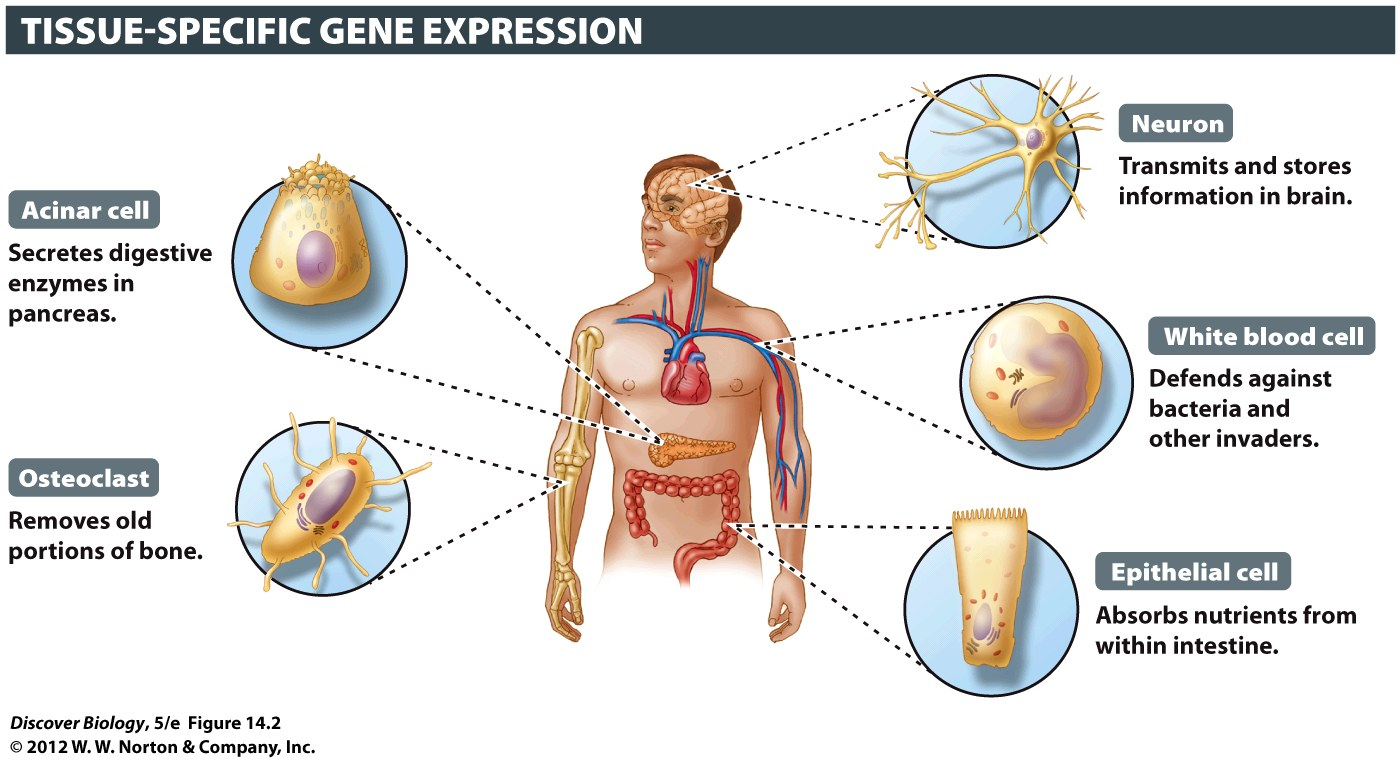 TISSUE-SPECIFIC GENE EXPRESSION
Acinar cell
Secretes digestive
enzymes in
pancreas.
Osteoclast
Removes old
portions of bone.
Neuron
Transmits and stores
information in brain.
White blood cell
Defends against
bacteria and
other invaders.
Epithelial cell
Absorbs nutrients from
within intestine.
Discover Biology, 5/e Figure 14.2
© 2012 W. W. Norton & Company, Inc.